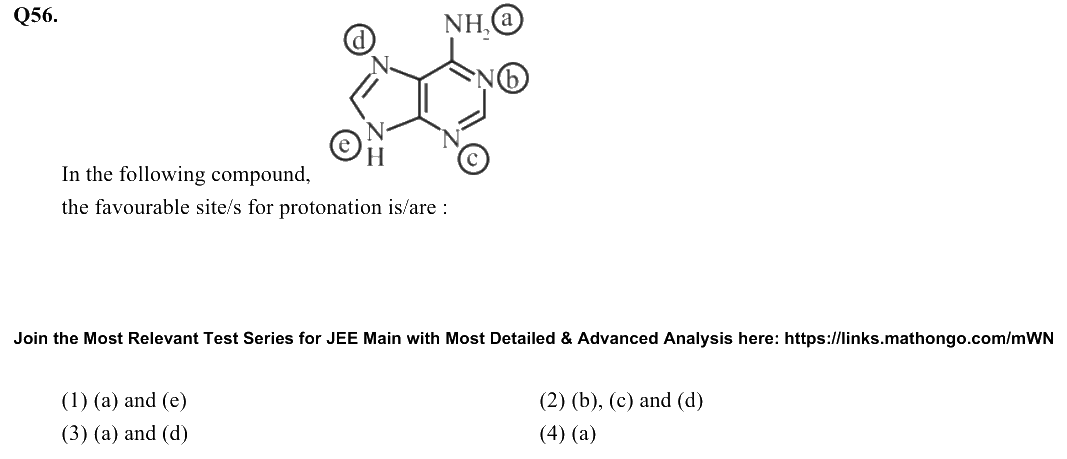 Q56.
NH₂ⓐ
ⓓ
N
Nⓑ
N
N
ⓔ
H
ⓒ
In the following compound,
the favourable site/s for protonation is/are :
Join the Most Relevant Test Series for JEE Main with Most Detailed & Advanced Analysis here: https://links.mathongo.com/mWN
(1) (a) and (e) (2) (b), (c) and (d)
(3) (a) and (d) (4) (a)